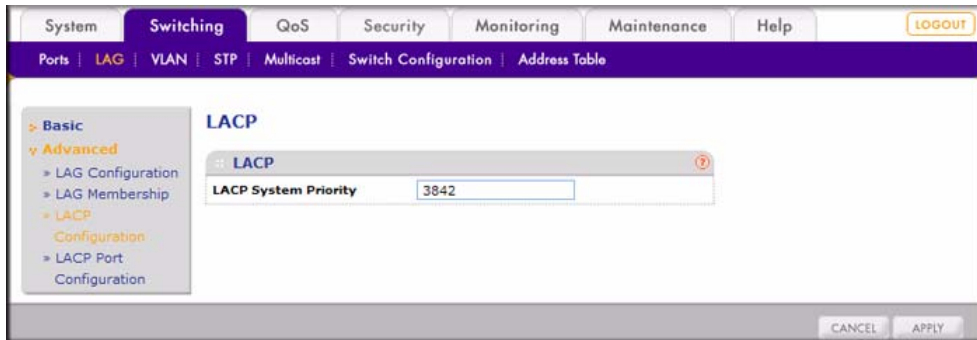 System Switching QoS Security Monitoring Maintenance Help LOGOUT
Ports LAG VLAN STP Multicast Switch Configuration Address Table
Basic
Advanced
» LAG Configuration
» LAG Membership
» LACP
Configuration
» LACP Port
Configuration
LACP
LACP ?
LACP System Priority 3842
CANCEL APPLY